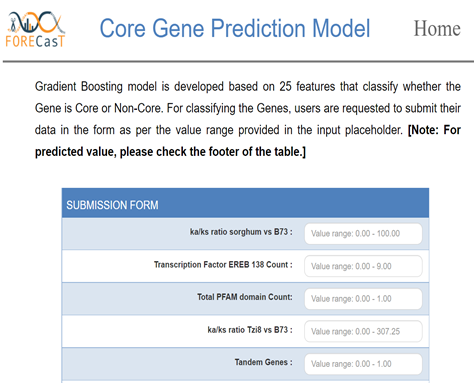 FORECasT
Core Gene Prediction Model
Home
Gradient Boosting model is developed based on 25 features that classify whether the
Gene is Core or Non-Core. For classifying the Genes, users are requested to submit their
data in the form as per the value range provided in the input placeholder. [Note: For
predicted value, please check the footer of the table.]
SUBMISSION FORM
ka/ks ratio sorghum vs B73 :
Value range: 0.00 - 100.00
Transcription Factor EREB 138 Count :
Value range: 0.00 - 9.00
Total PFAM domain Count:
Value range: 0.00 - 1.00
ka/ks ratio Tzi8 vs B73 :
Value range: 0.00 - 307.25
Tandem Genes :
Value range: 0.00 - 1.00